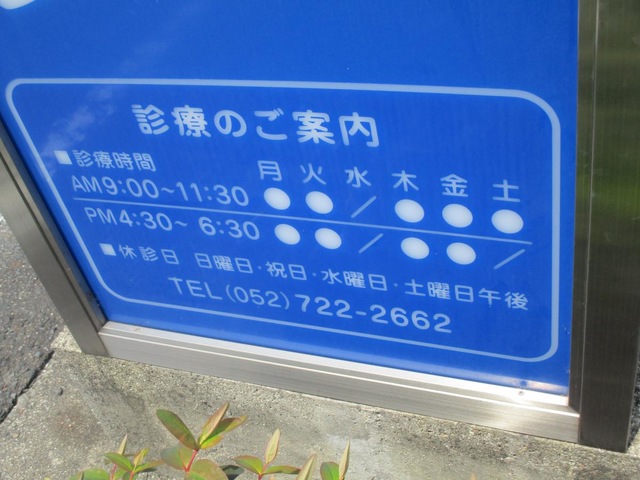 診療のご案内
■診療時間 月 火 水 木 金 土
AM9:00~11:30 ● ● / ● ● ●
PM4:30~ 6:30 ● ● / ● ● /
■休診日 日曜日・祝日・水曜日・土曜日午後
TEL(052)722-2662